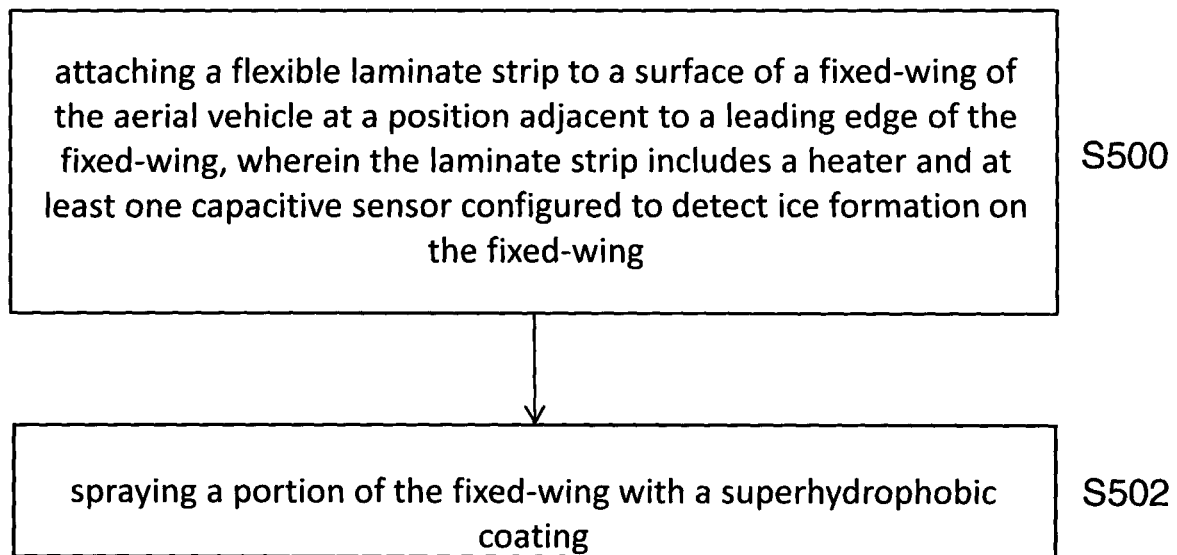 attaching a flexible laminate strip to a surface of a fixed-wing of
the aerial vehicle at a position adjacent to a leading edge of the
fixed-wing, wherein the laminate strip includes a heater and at
least one capacitive sensor configured to detect ice formation on
the fixed-wing
S500
spraying a portion of the fixed-wing with a superhydrophobic
coating
S502